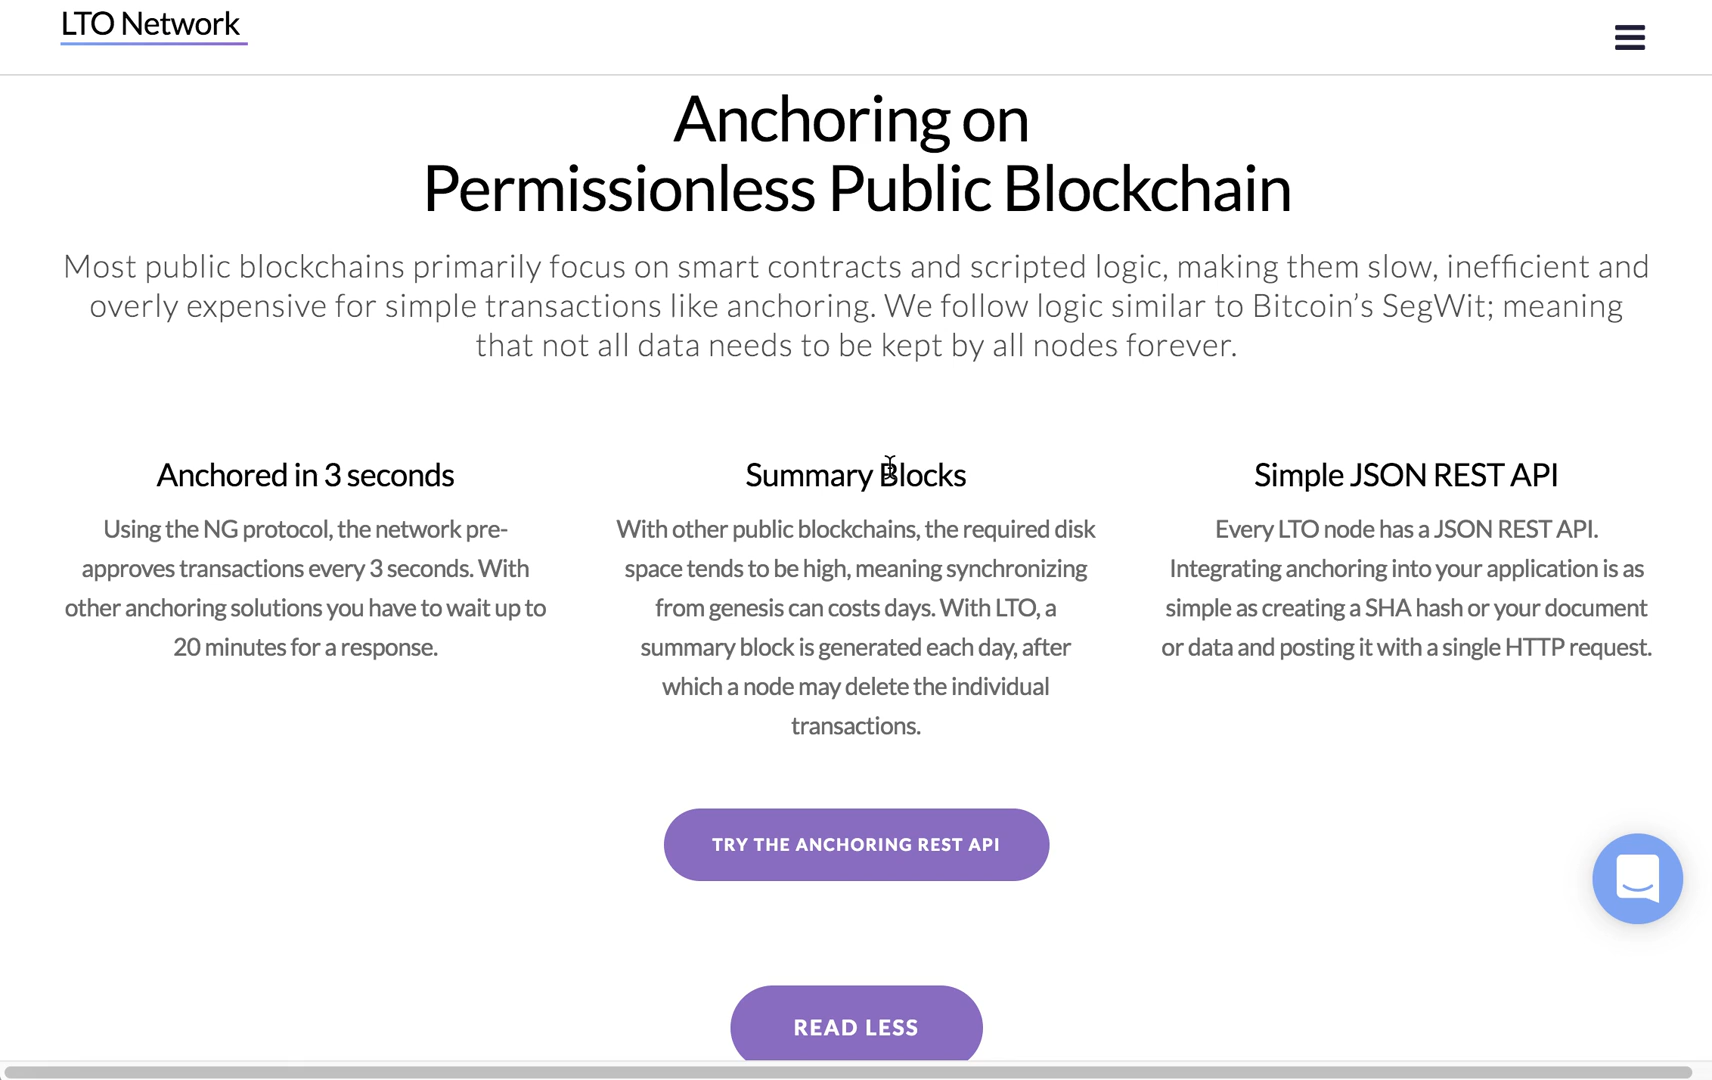 LTO Network
Anchoring on
Permissionless Public Blockchain
Most public blockchains primarily focus on smart contracts and scripted logic, making them slow, inefficient and
overly expensive for simple transactions like anchoring. We follow logic similar to Bitcoin’s SegWit; meaning
that not all data needs to be kept by all nodes forever.
Anchored in 3 seconds
Using the NG protocol, the network pre-
approves transactions every 3 seconds. With
other anchoring solutions you have to wait up to
20 minutes for a response.
Summary Blocks
With other public blockchains, the required disk
space tends to be high, meaning synchronizing
from genesis can costs days. With LTO, a
summary block is generated each day, after
which a node may delete the individual
transactions.
Simple JSON REST API
Every LTO node has a JSON REST API.
Integrating anchoring into your application is as
simple as creating a SHA hash or your document
or data and posting it with a single HTTP request.
TRY THE ANCHORING REST API
READ LESS